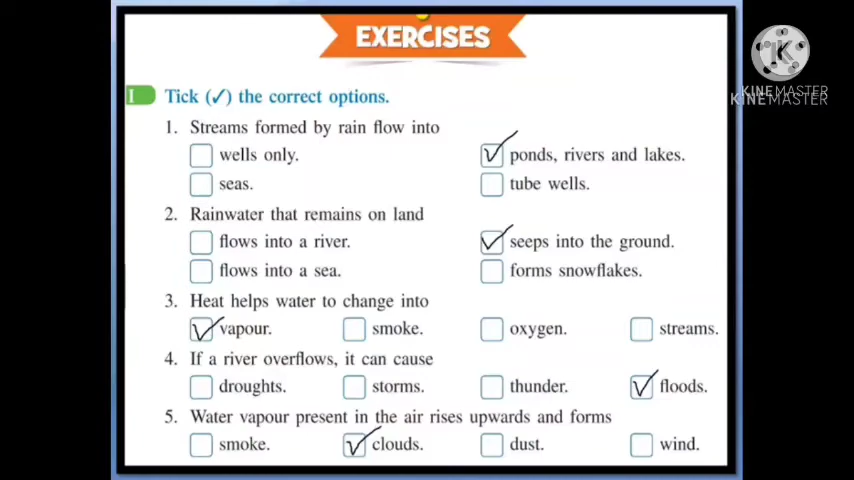 EXERCISES
KINEMASTER
KINEMASTER
I Tick (✓) the correct options.
1. Streams formed by rain flow into
wells only. ponds, rivers and lakes.
seas. tube wells.
2. Rainwater that remains on land
flows into a river. seeps into the ground.
flows into a sea. forms snowflakes.
3. Heat helps water to change into
vapour. smoke. oxygen. streams.
4. If a river overflows, it can cause
droughts. storms. thunder. floods.
5. Water vapour present in the air rises upwards and forms
smoke. clouds. dust. wind.